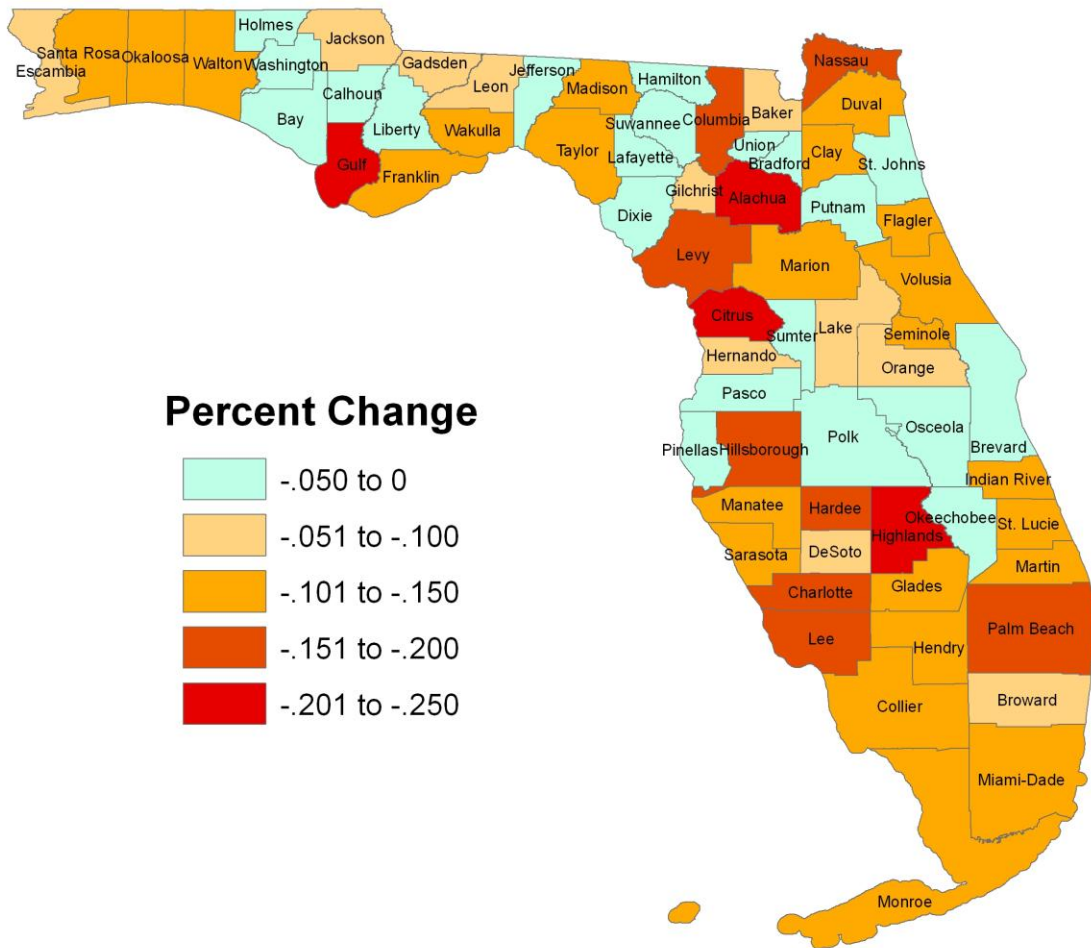 Holmes
Jackson
Santa Rosa
Okaloosa
Walton
Washington
Escambia
Gadsden
Leon
Jefferson
Madison
Hamilton
Nassau
Calhoun
Bay
Liberty
Wakulla
Suwannee
Columbia
Baker
Duval
Gulf
Franklin
Taylor
Lafayette
Union
Bradford
Clay
St. Johns
Gilchrist
Alachua
Dixie
Putnam
Flagler
Levy
Marion
Volusia
Citrus
Sumter
Lake
Seminole
Hernando
Orange
Pasco
Percent Change
Pinellas
Hillsborough
Polk
Osceola
Brevard
-.050 to 0
Indian River
Manatee
Hardee
Okeechobee
St. Lucie
-.051 to -.100
Highlands
Sarasota
DeSoto
Martin
-.101 to -.150
Charlotte
Glades
Palm Beach
-.151 to -.200
Lee
Hendry
-.201 to -.250
Collier
Broward
Miami-Dade
Monroe